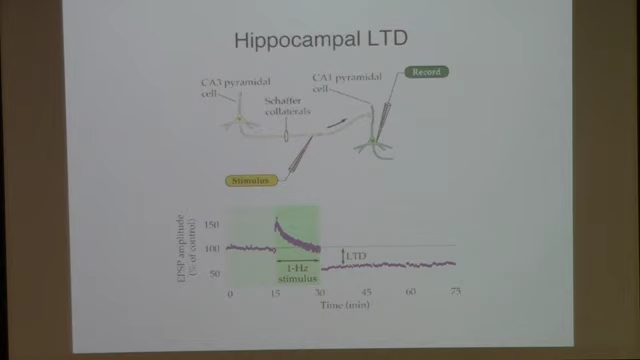 Hippocampal LTD
CA3 pyramidal
cell
Schaffer
collaterals
CA1 pyramidal
cell
Record
Stimulus
EPSP amplitude
(% of control)
150
100
50
1-Hz
stimulus
LTD
0
15
30
45
60
75
Time (min)